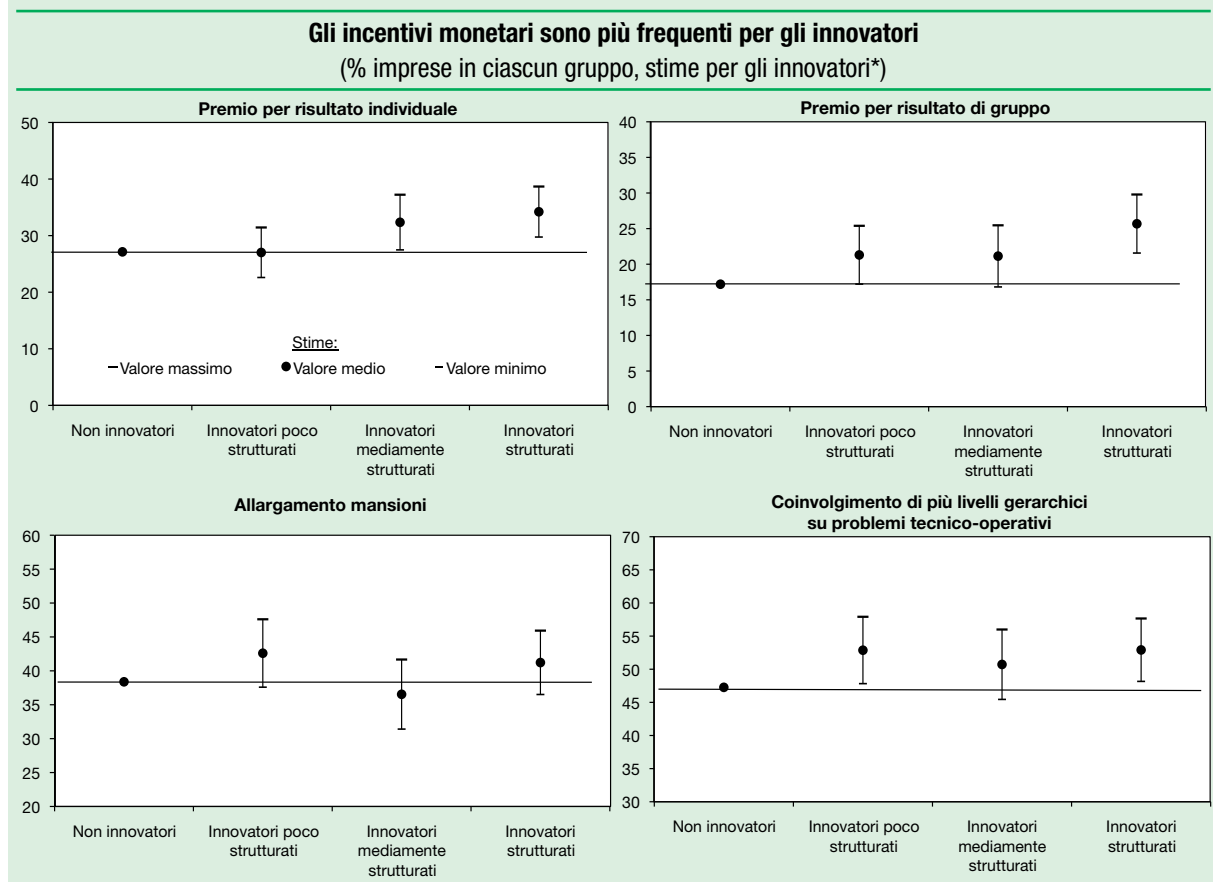 Gli incentivi monetari sono più frequenti per gli innovatori
(% imprese in ciascun gruppo, stime per gli innovatori*)
Premio per risultato individuale
50
40
30
20
10
0
Stime:
Valore massimo
Valore medio
Valore minimo
Non innovatori
Innovatori poco
strutturati
Innovatori
mediamente
strutturati
Innovatori
strutturati
Premio per risultato di gruppo
40
35
30
25
20
15
10
5
0
Non innovatori
Innovatori poco
strutturati
Innovatori
mediamente
strutturati
Innovatori
strutturati
Allargamento mansioni
60
55
50
45
40
35
30
25
20
Non innovatori
Innovatori poco
strutturati
Innovatori
mediamente
strutturati
Innovatori
strutturati
Coinvolgimento di più livelli gerarchici
su problemi tecnico-operativi
70
65
60
55
50
45
40
35
30
Non innovatori
Innovatori poco
strutturati
Innovatori
mediamente
strutturati
Innovatori
strutturati